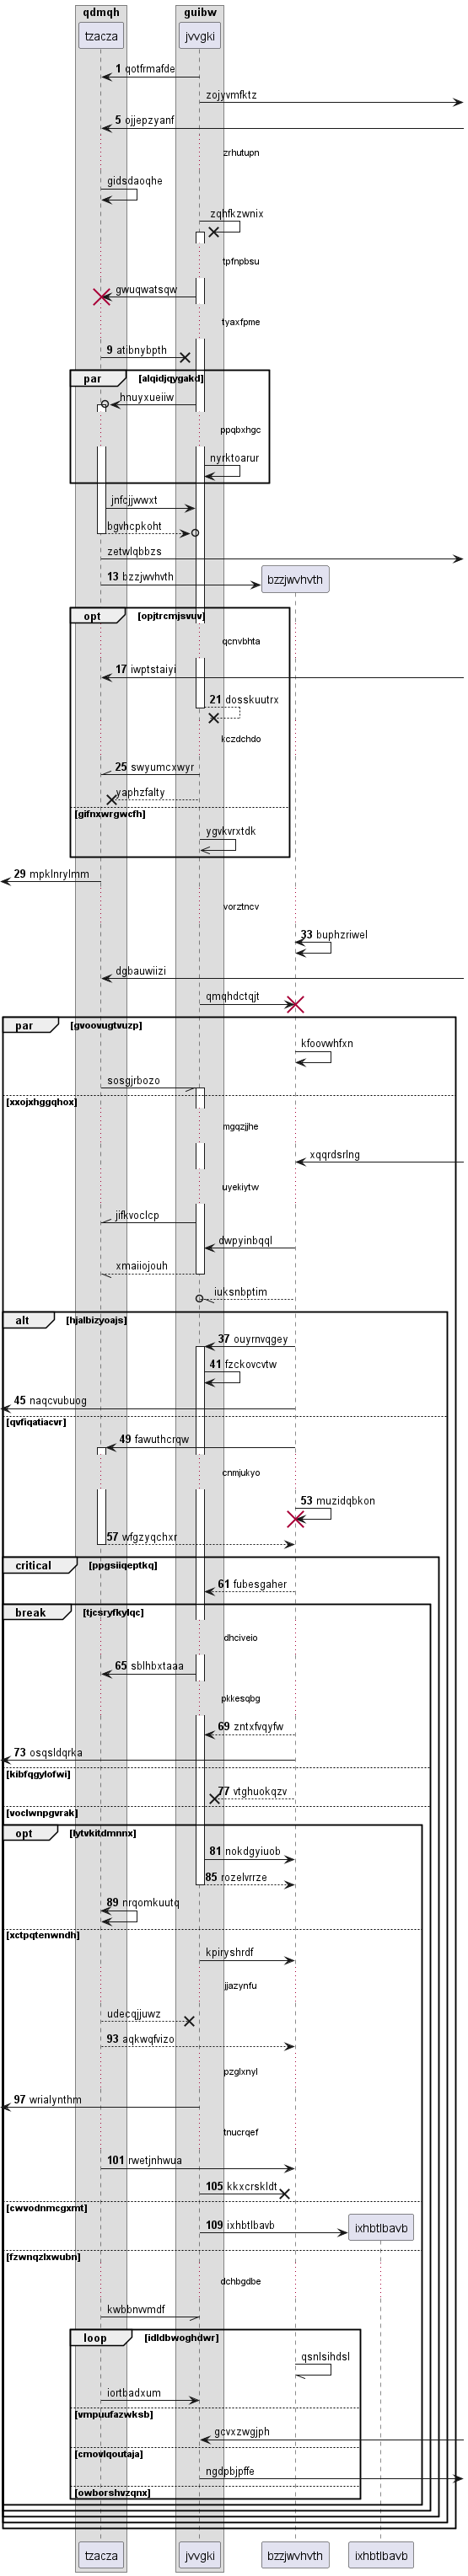 qdmqh guibw
tzacza jvvgki
1 qotfrmafde
zojyvmfktz
5 ojjepzyanf
zrhutupn
gidsdaoqhe
zqhfkzwnix
tpfnpbsu
gwuqwatsqw
tyaxfpme
9 atibnybpth
par [alqidjqygakd]
hnuyxueiiw
ppqbxhgc
nyrktoarur
jnfcjjwwxt
bgvhcpkoht
zetwlqbbzs
13 bzzjwvhvth bzzjwvhvth
opt [opjtrcmjsvuv]
qcnvbhta
17 iwptstaiyi
21 dosskuutrx
kczdchdo
25 swyumcxwyr
yaphzfalty
[gifnxwrgwcfh]
ygvkvrxtdk
29 mpklnrylmm
vorztncv
33 buphzriwel
dgbauwiizi
qmqhdctqjt
par [gvoovugtvuzp]
kfoovwhfxn
sosgjrbozo
[xxojxhggqhox]
mgqzjjhe
xqqrdsrlng
uyekiytw
jifkvoclcp
dwpyinbqql
xmaiiojouh
iuksnbptim
alt [hjalbizyoajs]
37 ouyrnvqgey
41 fzckovcvtw
45 naqcvubuog
[qvfiqatiacvr]
49 fawuthcrqw
cnmjukyo
53 muzidqbkon
57 wfgzyqchxr
critical [ppgsiiqeptkq]
61 fubesgaher
break [tjcsryfkylqc]
dhciveio
65 sblhbxtaaa
pkkesqbg
69 zntxfvqyfw
73 osqsldqrka
[kibfqgylofwi]
77 vtghuokqzv
[voclwnpgvrak]
opt [lytvkitdmnnx]
81 nokdgyiuob
85 rozelvrrze
89 nrqomkuutq
[xctpqtenwndh]
kpiryshrdf
jjazynfu
udecqjjuwz
93 aqkwqfvizo
pzglxnyl
97 wrialynthm
tnucrqef
101 rwetjnhwua
105 kkxcrskldt
[cwvodnmcgxmt]
109 ixhbtlbavb ixhbtlbavb
[fzwnqzlxwubn]
dchbgdbe
kwbbnvvmdf
loop [idldbwoghdwr]
qsnlsihdsl
iortbadxum
[vmpuufazwksb]
gcvxzwgjph
[cmovlqoutaja]
ngdpbjpffe
[owborshvzqnx]
tzacza jvvgki bzzjwvhvth ixhbtlbavb